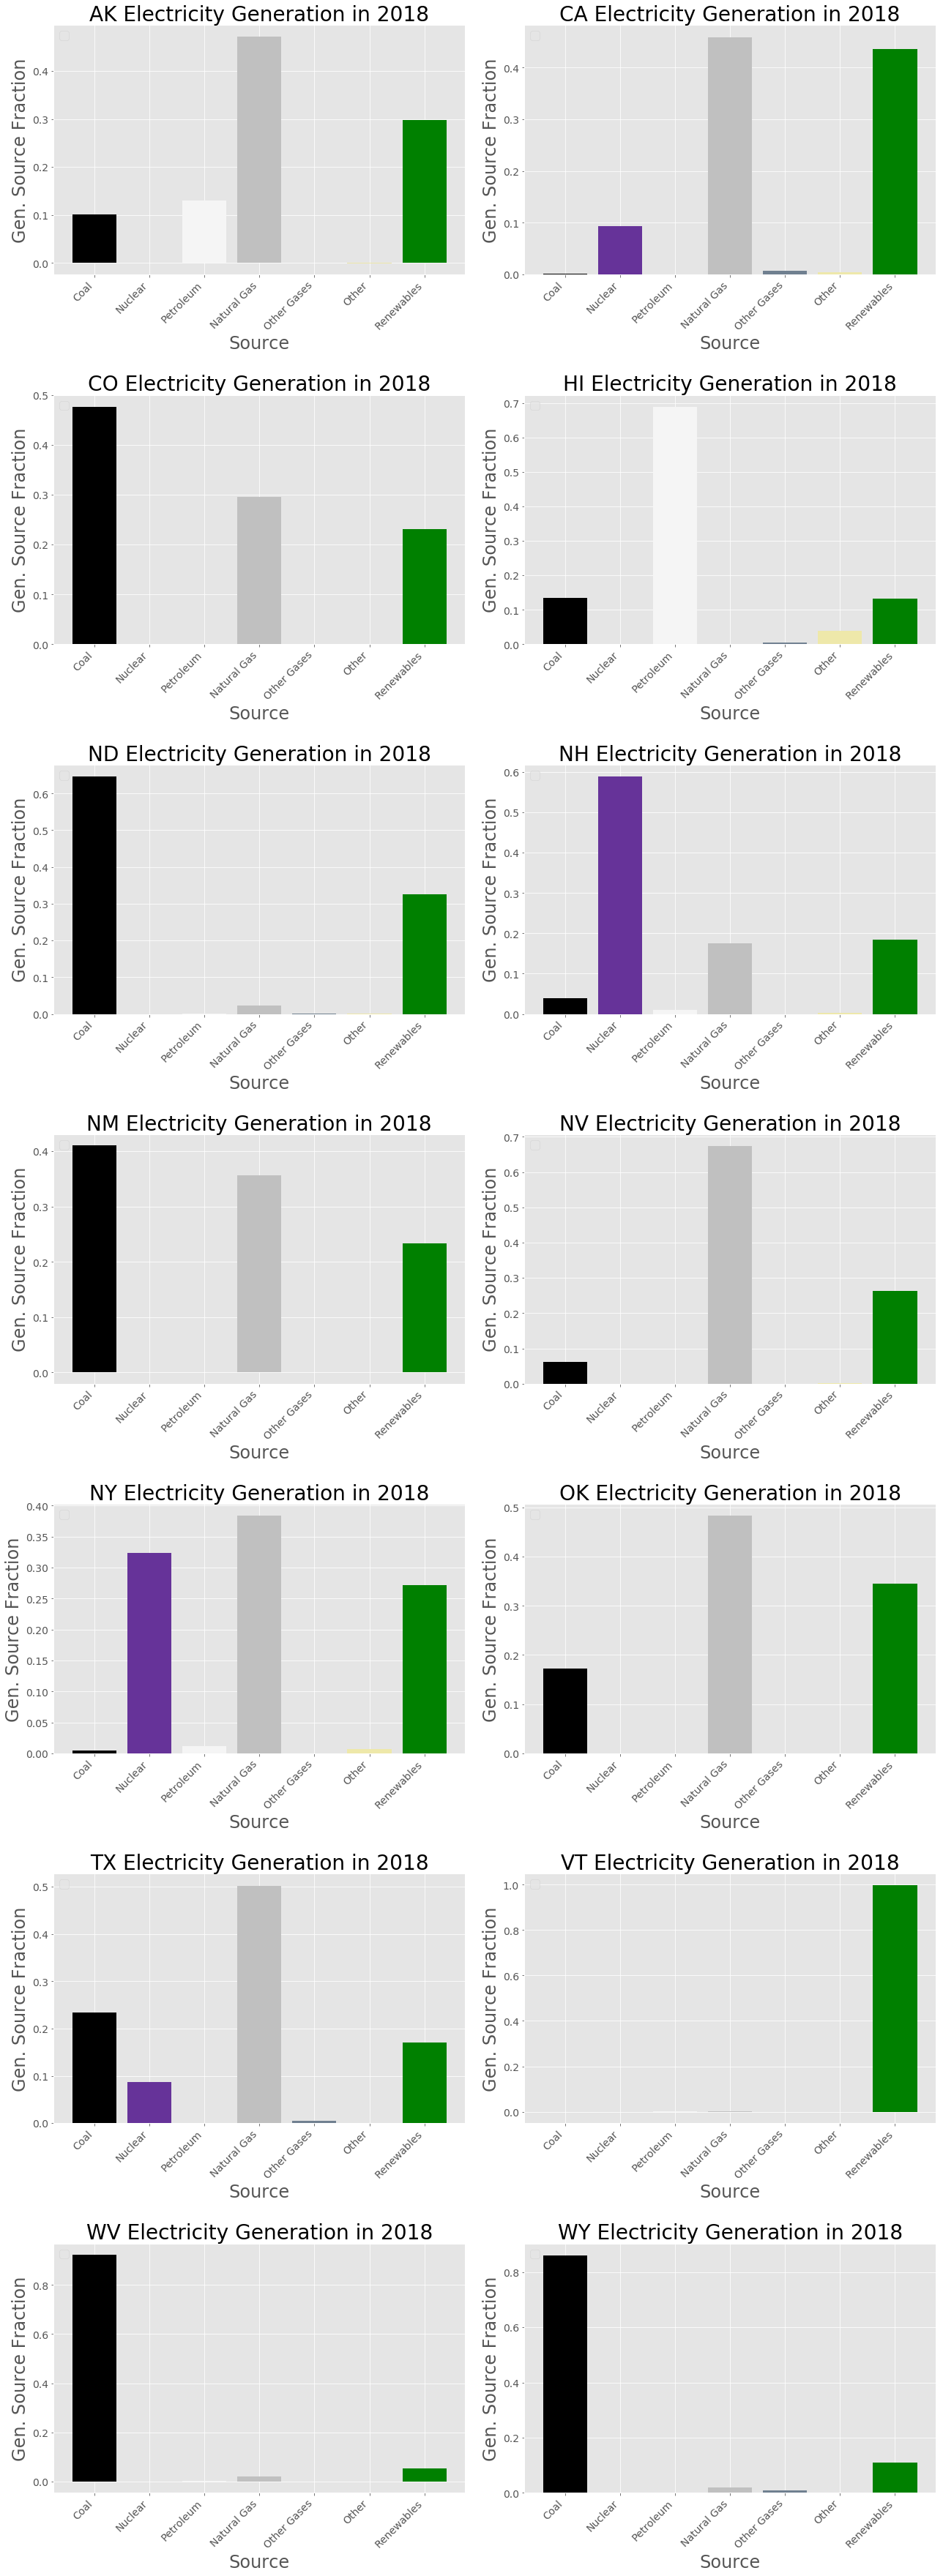 AK Electricity Generation in 2018
Gen. Source Fraction
0.4
0.3
0.2
0.1
0.0
Coal
Nuclear
Petroleum
Natural Gas
Other Gases
Other
Renewables
Source
CA Electricity Generation in 2018
Gen. Source Fraction
0.4
0.3
0.2
0.1
0.0
Coal
Nuclear
Petroleum
Natural Gas
Other Gases
Other
Renewables
Source
CO Electricity Generation in 2018
Gen. Source Fraction
0.5
0.4
0.3
0.2
0.1
0.0
Coal
Nuclear
Petroleum
Natural Gas
Other Gases
Other
Renewables
Source
HI Electricity Generation in 2018
Gen. Source Fraction
0.7
0.6
0.5
0.4
0.3
0.2
0.1
0.0
Coal
Nuclear
Petroleum
Natural Gas
Other Gases
Other
Renewables
Source
ND Electricity Generation in 2018
Gen. Source Fraction
0.6
0.5
0.4
0.3
0.2
0.1
0.0
Coal
Nuclear
Petroleum
Natural Gas
Other Gases
Other
Renewables
Source
NH Electricity Generation in 2018
Gen. Source Fraction
0.6
0.5
0.4
0.3
0.2
0.1
0.0
Coal
Nuclear
Petroleum
Natural Gas
Other Gases
Other
Renewables
Source
NM Electricity Generation in 2018
Gen. Source Fraction
0.4
0.3
0.2
0.1
0.0
Coal
Nuclear
Petroleum
Natural Gas
Other Gases
Other
Renewables
Source
NV Electricity Generation in 2018
Gen. Source Fraction
0.7
0.6
0.5
0.4
0.3
0.2
0.1
0.0
Coal
Nuclear
Petroleum
Natural Gas
Other Gases
Other
Renewables
Source
NY Electricity Generation in 2018
Gen. Source Fraction
0.40
0.35
0.30
0.25
0.20
0.15
0.10
0.05
0.00
Coal
Nuclear
Petroleum
Natural Gas
Other Gases
Other
Renewables
Source
OK Electricity Generation in 2018
Gen. Source Fraction
0.5
0.4
0.3
0.2
0.1
0.0
Coal
Nuclear
Petroleum
Natural Gas
Other Gases
Other
Renewables
Source
TX Electricity Generation in 2018
Gen. Source Fraction
0.5
0.4
0.3
0.2
0.1
0.0
Coal
Nuclear
Petroleum
Natural Gas
Other Gases
Other
Renewables
Source
VT Electricity Generation in 2018
Gen. Source Fraction
1.0
0.8
0.6
0.4
0.2
0.0
Coal
Nuclear
Petroleum
Natural Gas
Other Gases
Other
Renewables
Source
WV Electricity Generation in 2018
Gen. Source Fraction
0.8
0.6
0.4
0.2
0.0
Coal
Nuclear
Petroleum
Natural Gas
Other Gases
Other
Renewables
Source
WY Electricity Generation in 2018
Gen. Source Fraction
0.8
0.6
0.4
0.2
0.0
Coal
Nuclear
Petroleum
Natural Gas
Other Gases
Other
Renewables
Source